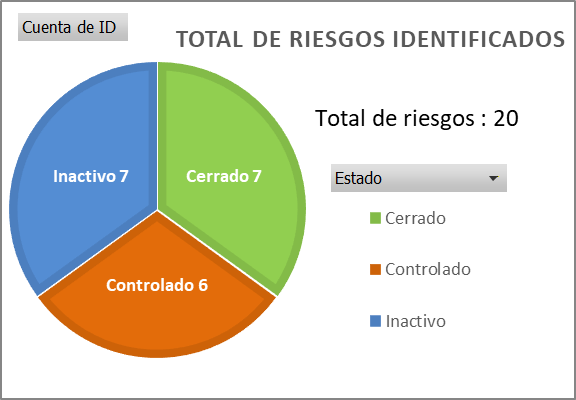 Cuenta de ID
TOTAL DE RIESGOS IDENTIFICADOS
Total de riesgos : 20
Inactivo 7
Cerrado 7
Controlado 6
Estado
Cerrado
Controlado
Inactivo